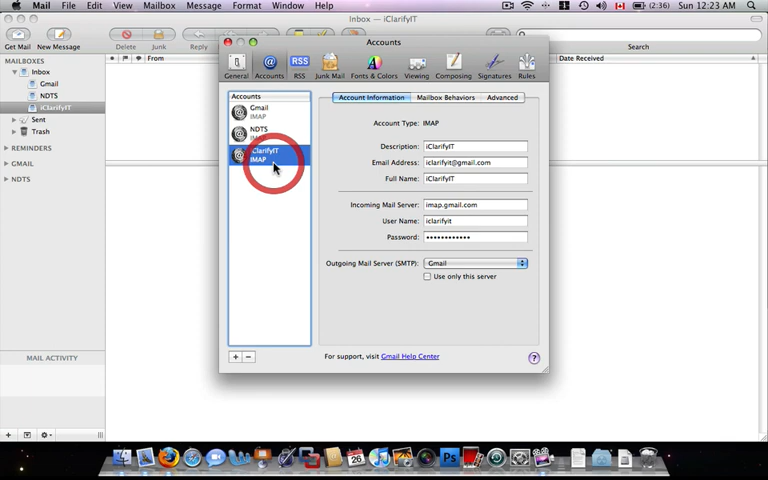 Mail File Edit View Mailbox Message Format Window Help (2:36) Sun 12:23 AM
Inbox — iClarifyIT
Get Mail New Message Delete Junk Reply Search
MAILBOXES
From Date Received
Inbox
Gmail
NDTS
iClarifyIT
Sent
Trash
REMINDERS
GMAIL
NDTS
MAIL ACTIVITY
Accounts
General Accounts RSS Junk Mail Fonts & Colors Viewing Composing Signatures Rules
RSS
Accounts
Gmail
IMAP
NDTS
IMAP
iClarifyIT
IMAP
Account Information Mailbox Behaviors Advanced
Account Type: IMAP
Description: iClarifyIT
Email Address: iclarifyit@gmail.com
Full Name: iClarifyIT
Incoming Mail Server: imap.gmail.com
User Name: iclarifyit
Password: ••••••••••••
Outgoing Mail Server (SMTP): Gmail
Use only this server
For support, visit Gmail Help Center
26
Ps